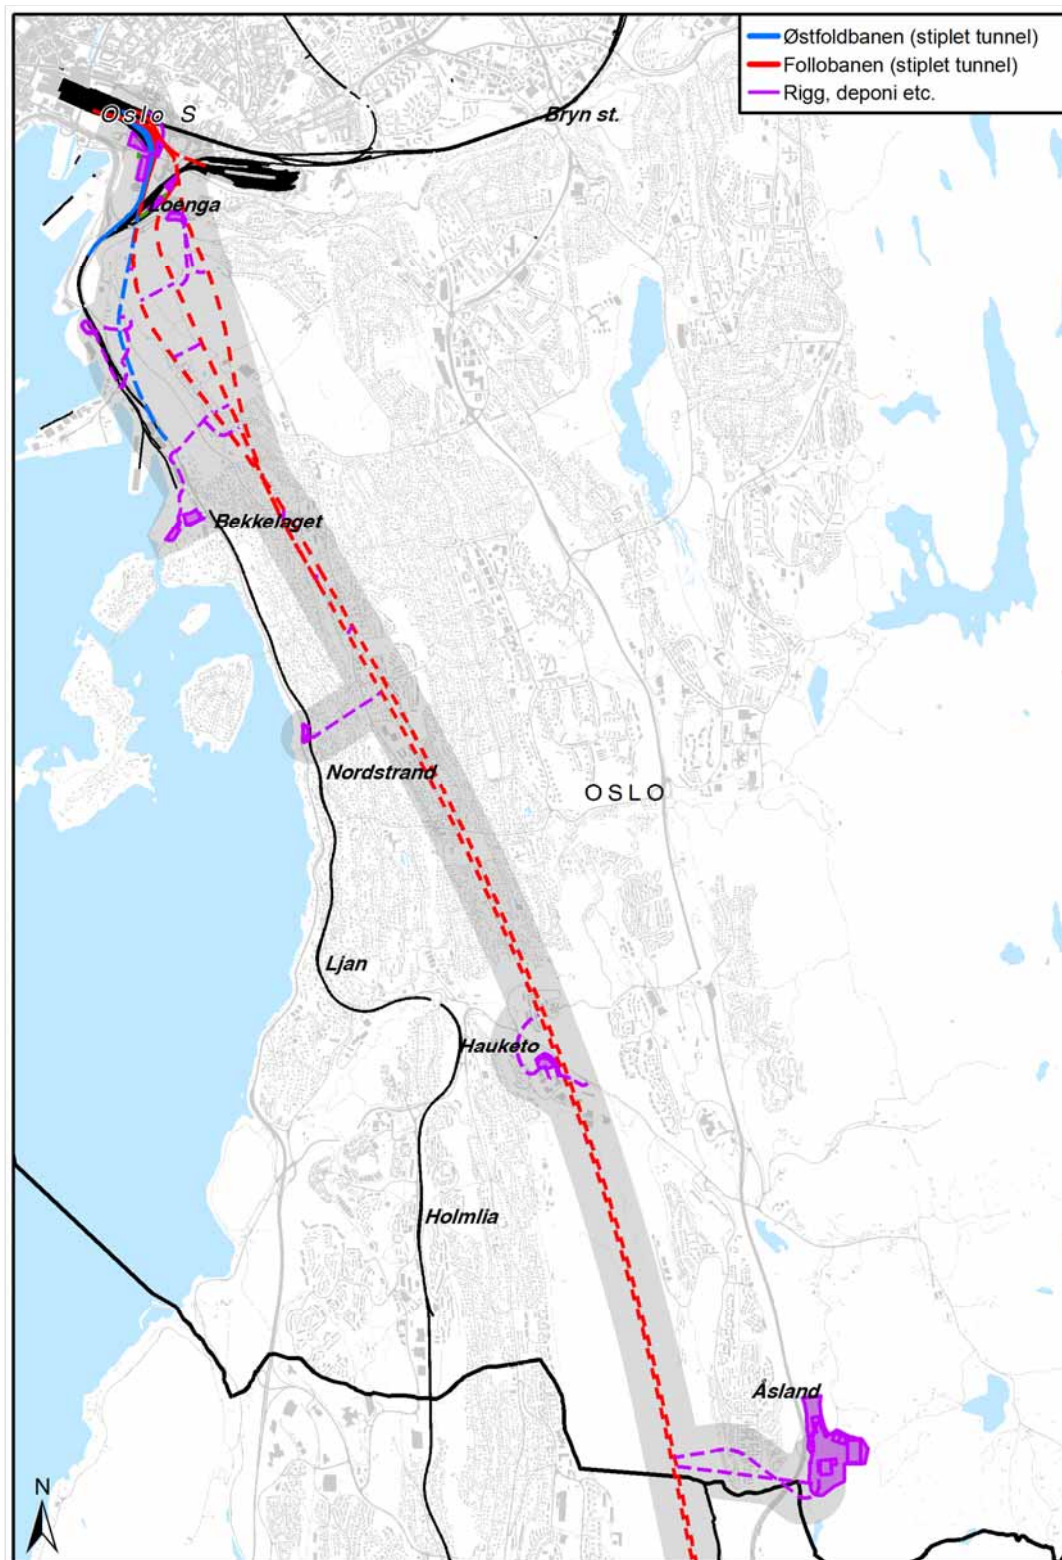 Østfoldbanen (stiplet tunnel)
Follobanen (stiplet tunnel)
Rigg, deponi etc.
Oslo S
Bryn st.
Loenga
Bekkelaget
Nordstrand
OSLO
Ljan
Hauketo
Holmlia
Åsland
N